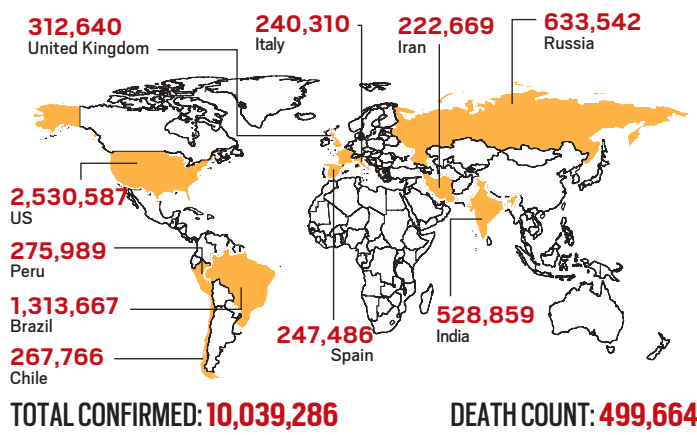 312,640
United Kingdom
240,310
Italy
222,669
Iran
633,542
Russia
2,530,587
US
275,989
Peru
1,313,667
Brazil
267,766
Chile
247,486
Spain
528,859
India
TOTAL CONFIRMED: 10,039,286
DEATH COUNT: 499,664